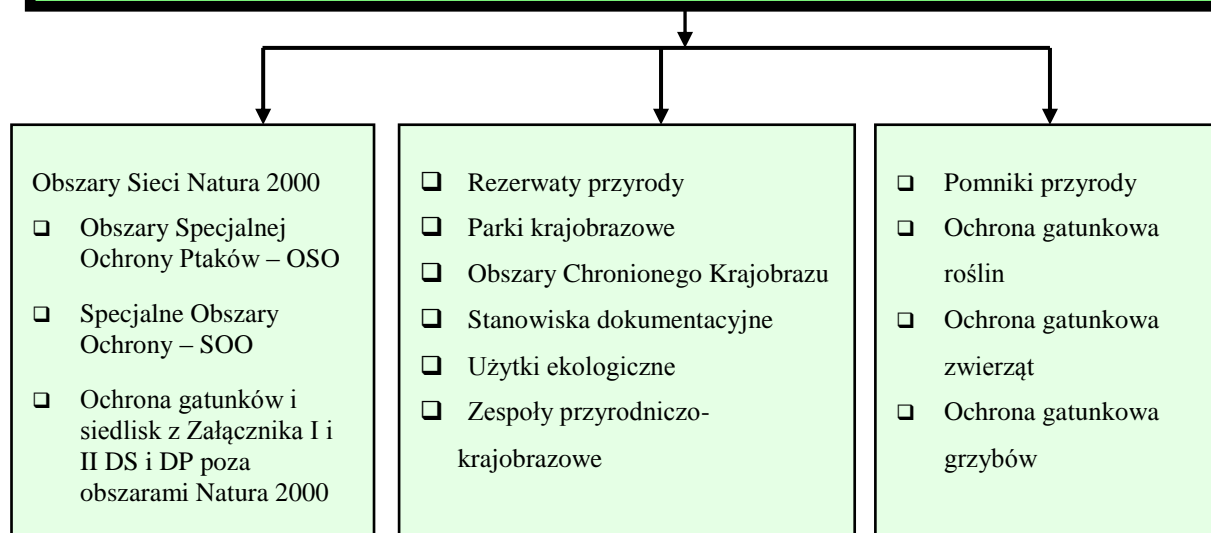 Obszary Sieci Natura 2000
❑ Obszary Specjalnej
Ochrony Ptaków – OSO
❑ Specjalne Obszary
Ochrony – SOO
❑ Ochrona gatunków i
siedlisk z Załącznika I i
II DS i DP poza
obszarami Natura 2000
❑ Rezerwaty przyrody
❑ Parki krajobrazowe
❑ Obszary Chronionego Krajobrazu
❑ Stanowiska dokumentacyjne
❑ Użytki ekologiczne
❑ Zespoły przyrodniczo-
krajobrazowe
❑ Pomniki przyrody
❑ Ochrona gatunkowa
roślin
❑ Ochrona gatunkowa
zwierząt
❑ Ochrona gatunkowa
grzybów